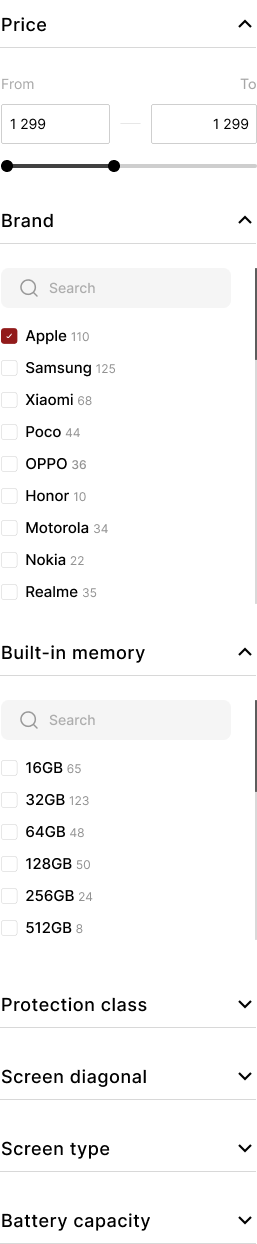 Price
From To
1 299 1 299
Brand
Search
Apple 110
Samsung 125
Xiaomi 68
Poco 44
OPPO 36
Honor 10
Motorola 34
Nokia 22
Realme 35
Built-in memory
Search
16GB 65
32GB 123
64GB 48
128GB 50
256GB 24
512GB 8
Protection class
Screen diagonal
Screen type
Battery capacity